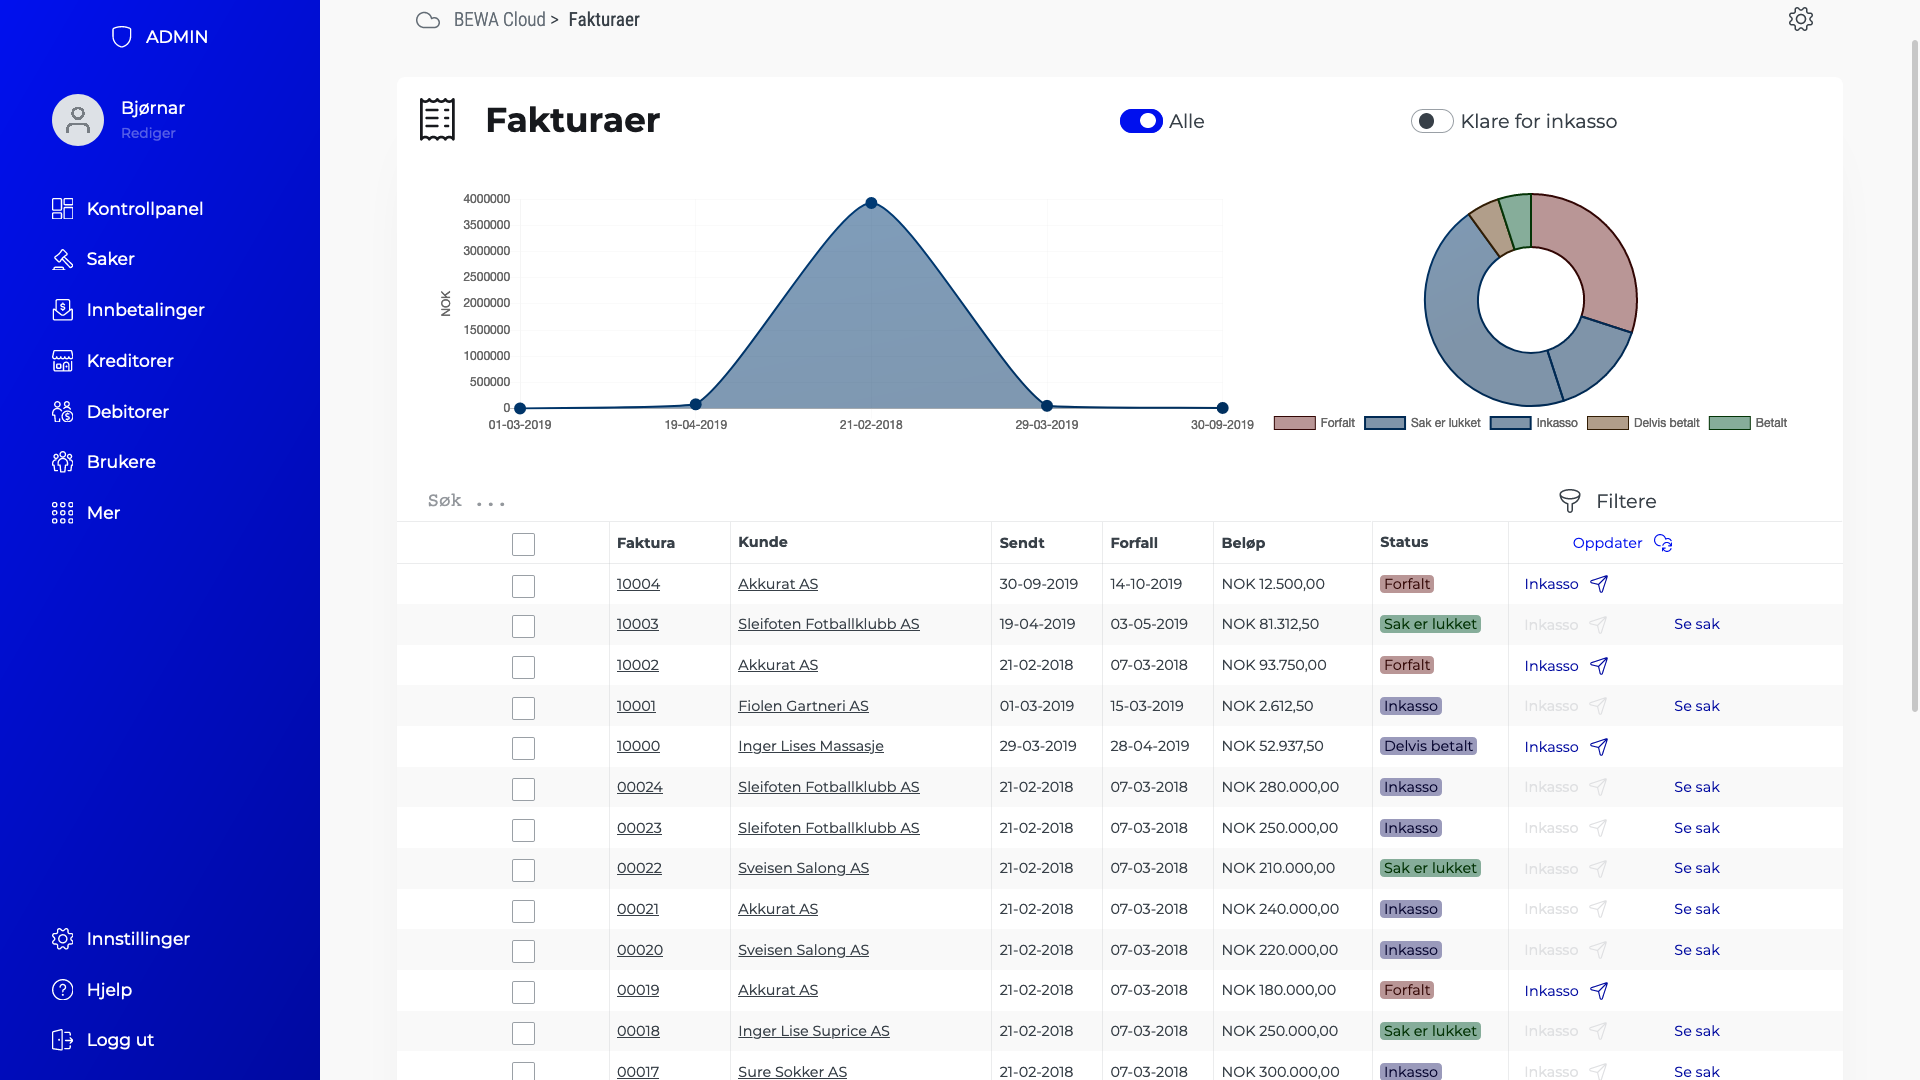 ADMIN
Bjørnar
Rediger
Kontrollpanel
Saker
Innbetalinger
Kreditorer
Debitorer
Brukere
Mer
Innstillinger
Hjelp
Logg ut
BEWA Cloud > Fakturaer
Fakturaer
Alle
Klare for inkasso
NOK
4000000
3500000
3000000
2500000
2000000
1500000
1000000
500000
0
01-03-2019 19-04-2019 21-02-2018 29-03-2019 30-09-2019
Forfalt Sak er lukket Inkasso Delvis betalt Betalt
Søk ...
Filtere
Faktura Kunde Sendt Forfall Beløp Status Oppdater
10004 Akkurat AS 30-09-2019 14-10-2019 NOK 12.500,00 Forfalt Inkasso
10003 Sleifoten Fotballklubb AS 19-04-2019 03-05-2019 NOK 81.312,50 Sak er lukket Inkasso Se sak
10002 Akkurat AS 21-02-2018 07-03-2018 NOK 93.750,00 Forfalt Inkasso
10001 Fiolen Gartneri AS 01-03-2019 15-03-2019 NOK 2.612,50 Inkasso Inkasso Se sak
10000 Inger Lises Massasje 29-03-2019 28-04-2019 NOK 52.937,50 Delvis betalt Inkasso
00024 Sleifoten Fotballklubb AS 21-02-2018 07-03-2018 NOK 280.000,00 Inkasso Inkasso Se sak
00023 Sleifoten Fotballklubb AS 21-02-2018 07-03-2018 NOK 250.000,00 Inkasso Inkasso Se sak
00022 Sveisen Salong AS 21-02-2018 07-03-2018 NOK 210.000,00 Sak er lukket Inkasso Se sak
00021 Akkurat AS 21-02-2018 07-03-2018 NOK 240.000,00 Inkasso Inkasso Se sak
00020 Sveisen Salong AS 21-02-2018 07-03-2018 NOK 220.000,00 Inkasso Inkasso Se sak
00019 Akkurat AS 21-02-2018 07-03-2018 NOK 180.000,00 Forfalt Inkasso
00018 Inger Lise Suprice AS 21-02-2018 07-03-2018 NOK 250.000,00 Sak er lukket Inkasso Se sak
00017 Sure Sokker AS 21-02-2018 07-03-2018 NOK 300.000,00 Inkasso Inkasso Se sak